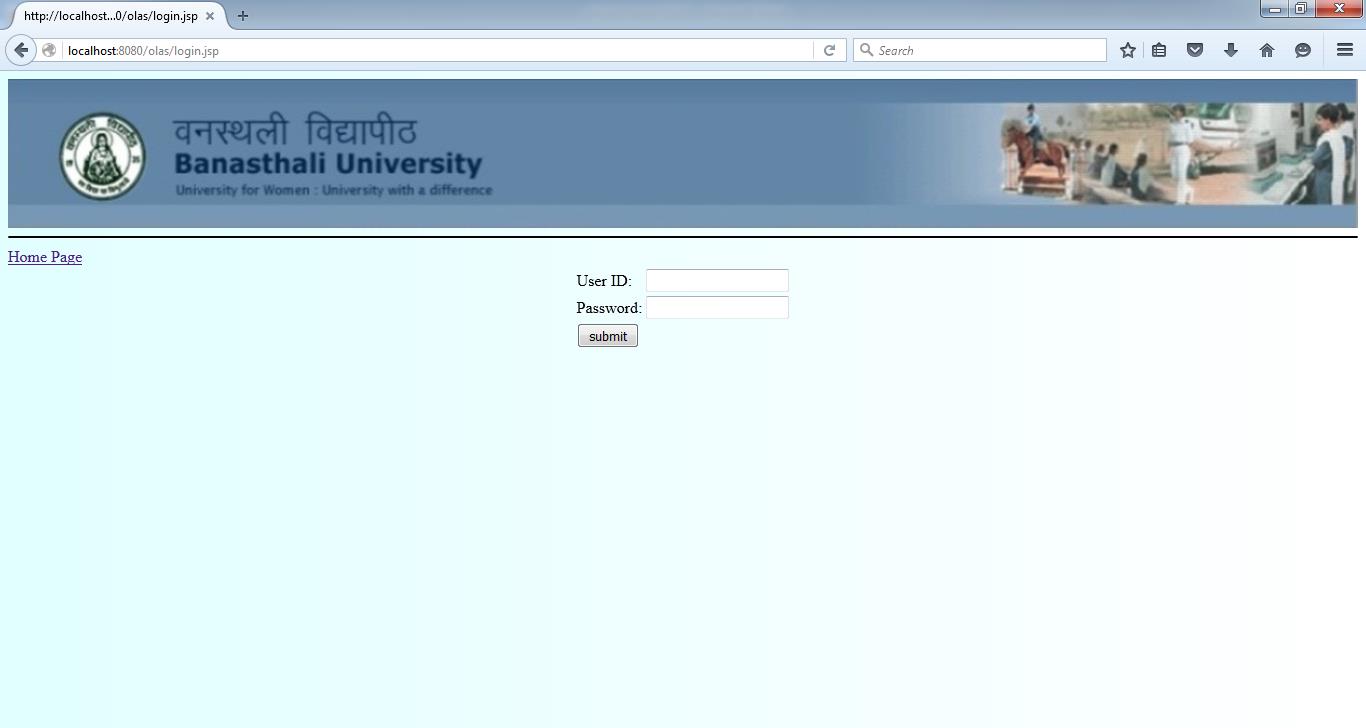 http://localhost...0/olas/login.jsp
localhost:8080/olas/login.jsp
Search
वनस्थली विद्यापीठ
Banasthali University
University for Women : University with a difference
Home Page
User ID:
Password:
submit